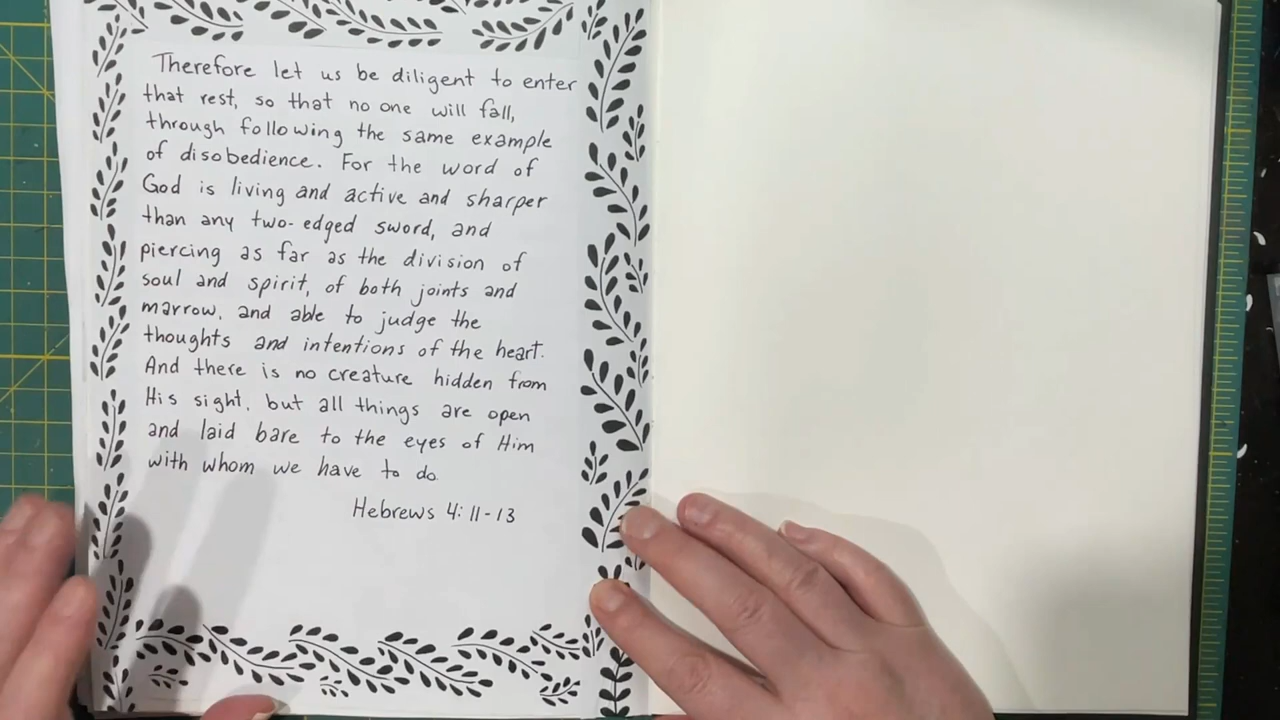 Therefore let us be diligent to enter
that rest, so that no one will fall,
through following the same example
of disobedience. For the word of
God is living and active and sharper
than any two-edged sword, and
piercing as far as the division of
soul and spirit, of both joints and
marrow, and able to judge the
thoughts and intentions of the heart.
And there is no creature hidden from
His sight, but all things are open
and laid bare to the eyes of Him
with whom we have to do.
Hebrews 4:11-13